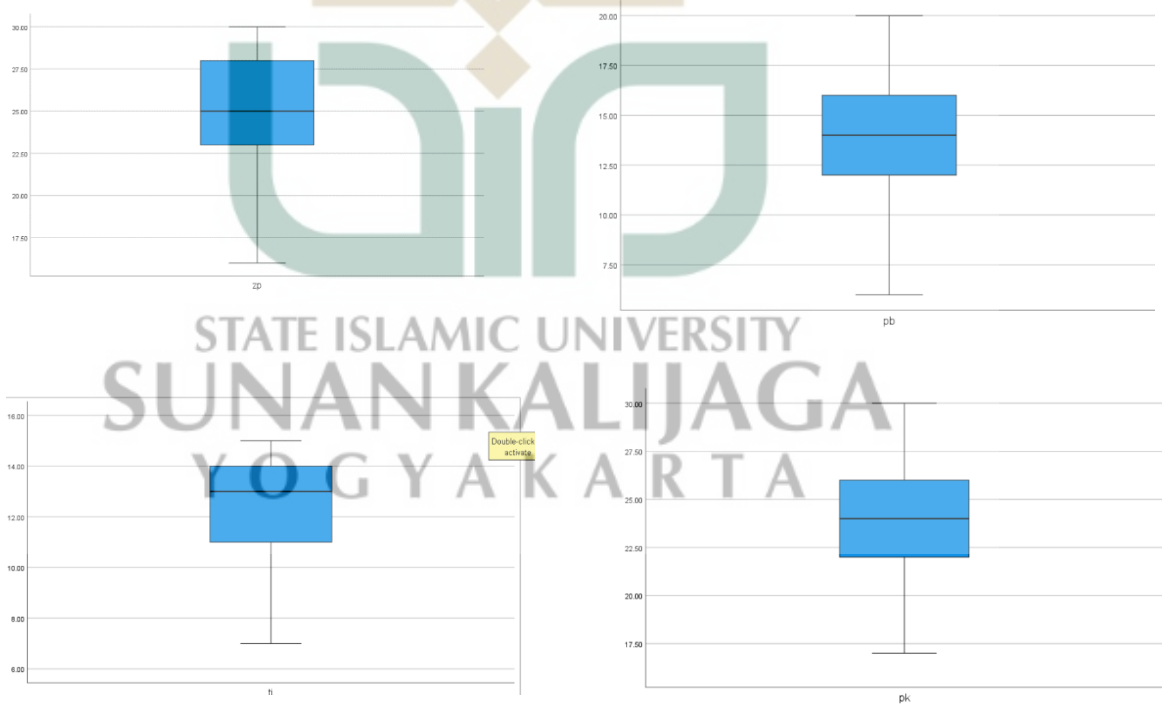 30.00
27.50
25.00
22.50
20.00
17.50
zp
20.00
17.50
15.00
12.50
10.00
7.50
pb
STATE ISLAMIC UNIVERSITY
SUNAN KALIJAGA
YOGYAKARTA
16.00
14.00
12.00
10.00
8.00
6.00
ti
Double-click
activate
30.00
27.50
25.00
22.50
20.00
17.50
pk